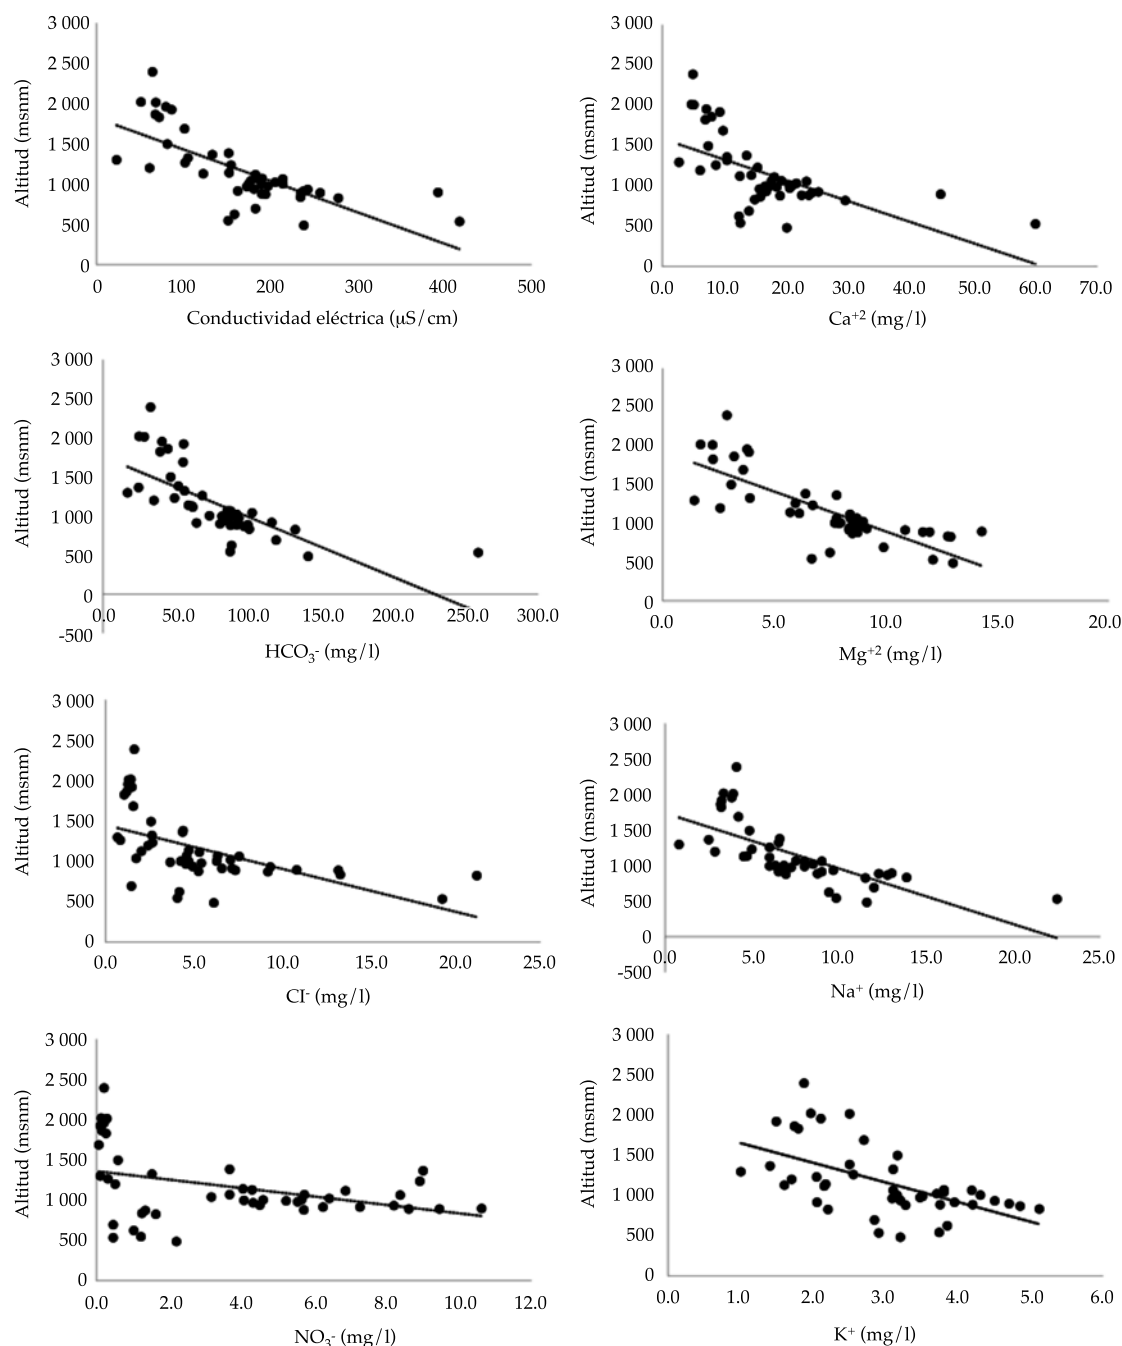 3 000
2 500
2 000
1 500
1 000
500
0
Altitud (msnm)
0 100 200 300 400 500
Conductividad eléctrica (µS/cm)
3 000
2 500
2 000
1 500
1 000
500
0
Altitud (msnm)
0.0 10.0 20.0 30.0 40.0 50.0 60.0 70.0
Ca+2 (mg/l)
3 000
2 500
2 000
1 500
1 000
500
0
-500
Altitud (msnm)
0.0 50.0 100.0 150.0 200.0 250.0 300.0
HCO3- (mg/l)
3 000
2 500
2 000
1 500
1 000
500
0
Altitud (msnm)
0.0 5.0 10.0 15.0 20.0
Mg+2 (mg/l)
3 000
2 500
2 000
1 500
1 000
500
0
Altitud (msnm)
0.0 5.0 10.0 15.0 20.0 25.0
CI- (mg/l)
3 000
2 500
2 000
1 500
1 000
500
0
-500
Altitud (msnm)
0.0 5.0 10.0 15.0 20.0 25.0
Na+ (mg/l)
3 000
2 500
2 000
1 500
1 000
500
0
Altitud (msnm)
0.0 2.0 4.0 6.0 8.0 10.0 12.0
NO3- (mg/l)
3 000
2 500
2 000
1 500
1 000
500
0
Altitud (msnm)
0 1.0 2.0 3.0 4.0 5.0 6.0
K+ (mg/l)